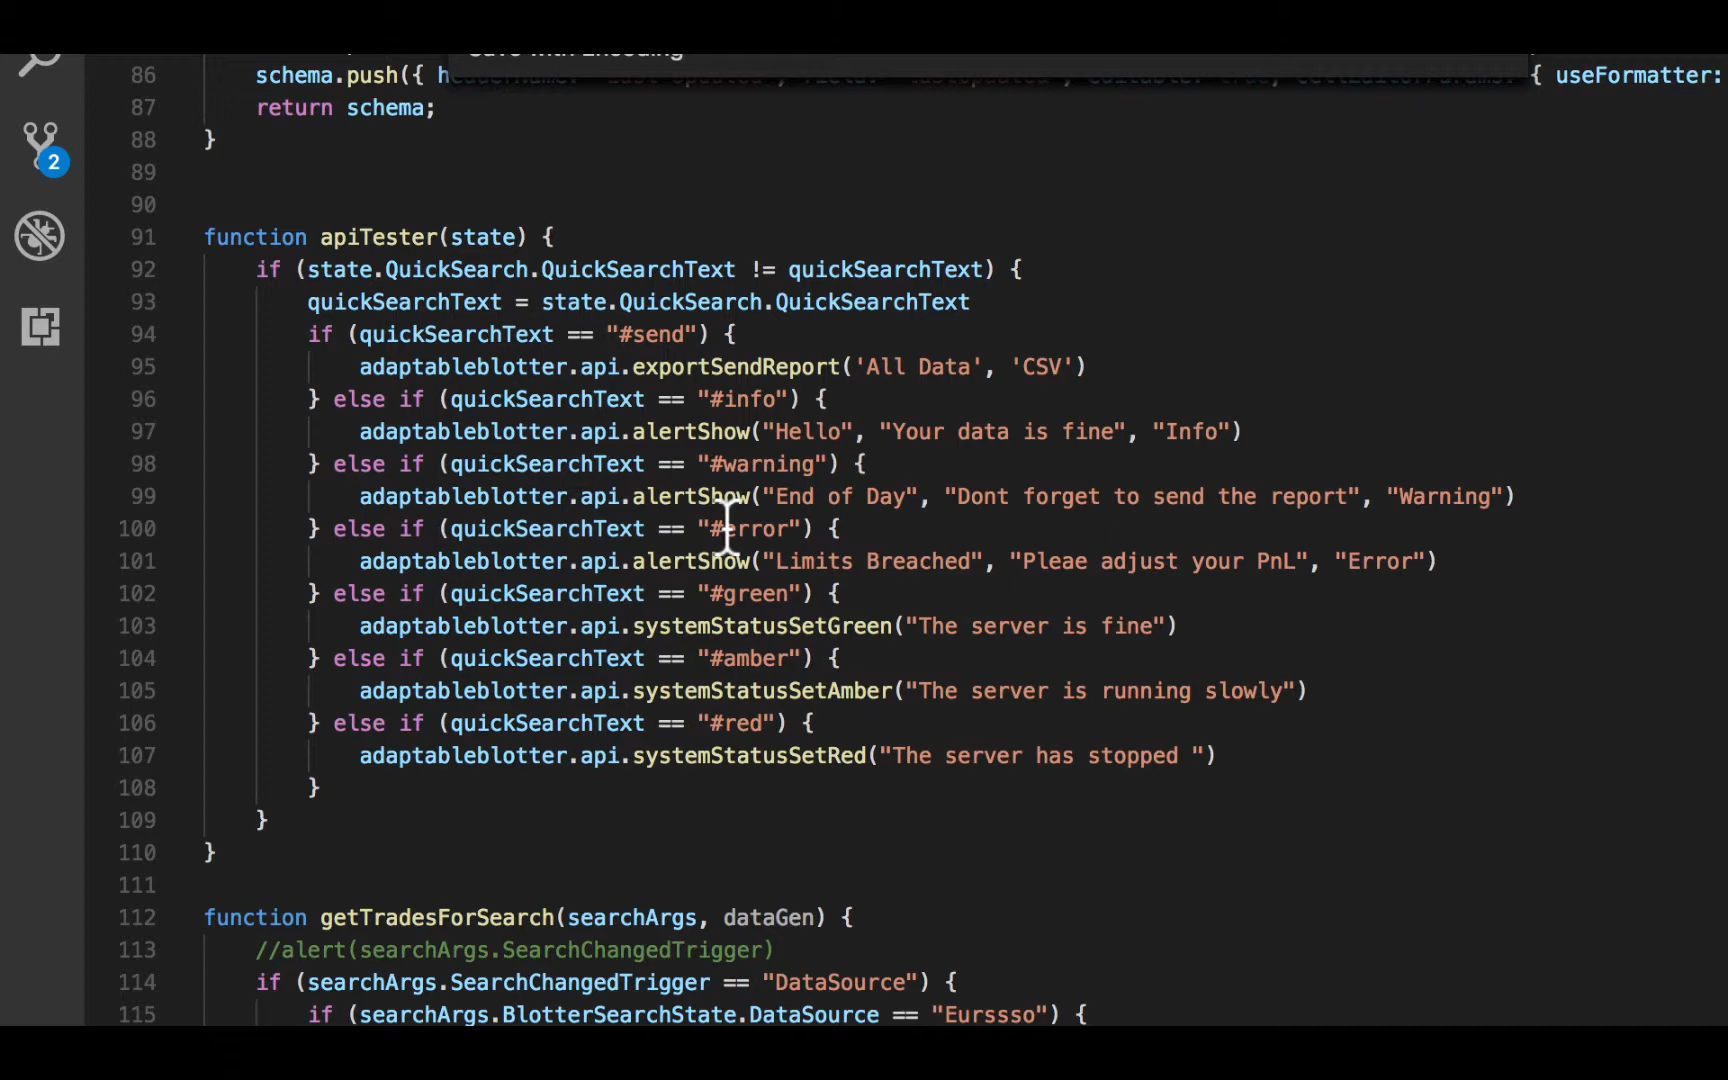 Save with Encoding
86 schema.push({ { useFormatter:
87 return schema;
88 }
89
90
91 function apiTester(state) {
92 if (state.QuickSearch.QuickSearchText != quickSearchText) {
93 quickSearchText = state.QuickSearch.QuickSearchText
94 if (quickSearchText == "#send") {
95 adaptableblotter.api.exportSendReport('All Data', 'CSV')
96 } else if (quickSearchText == "#info") {
97 adaptableblotter.api.alertShow("Hello", "Your data is fine", "Info")
98 } else if (quickSearchText == "#warning") {
99 adaptableblotter.api.alertShow("End of Day", "Dont forget to send the report", "Warning")
100 } else if (quickSearchText == "#error") {
101 adaptableblotter.api.alertShow("Limits Breached", "Pleae adjust your PnL", "Error")
102 } else if (quickSearchText == "#green") {
103 adaptableblotter.api.systemStatusSetGreen("The server is fine")
104 } else if (quickSearchText == "#amber") {
105 adaptableblotter.api.systemStatusSetAmber("The server is running slowly")
106 } else if (quickSearchText == "#red") {
107 adaptableblotter.api.systemStatusSetRed("The server has stopped ")
108 }
109 }
110 }
111
112 function getTradesForSearch(searchArgs, dataGen) {
113 //alert(searchArgs.SearchChangedTrigger)
114 if (searchArgs.SearchChangedTrigger == "DataSource") {
115 if (searchArgs.BlotterSearchState.DataSource == "Eurssso") {
2